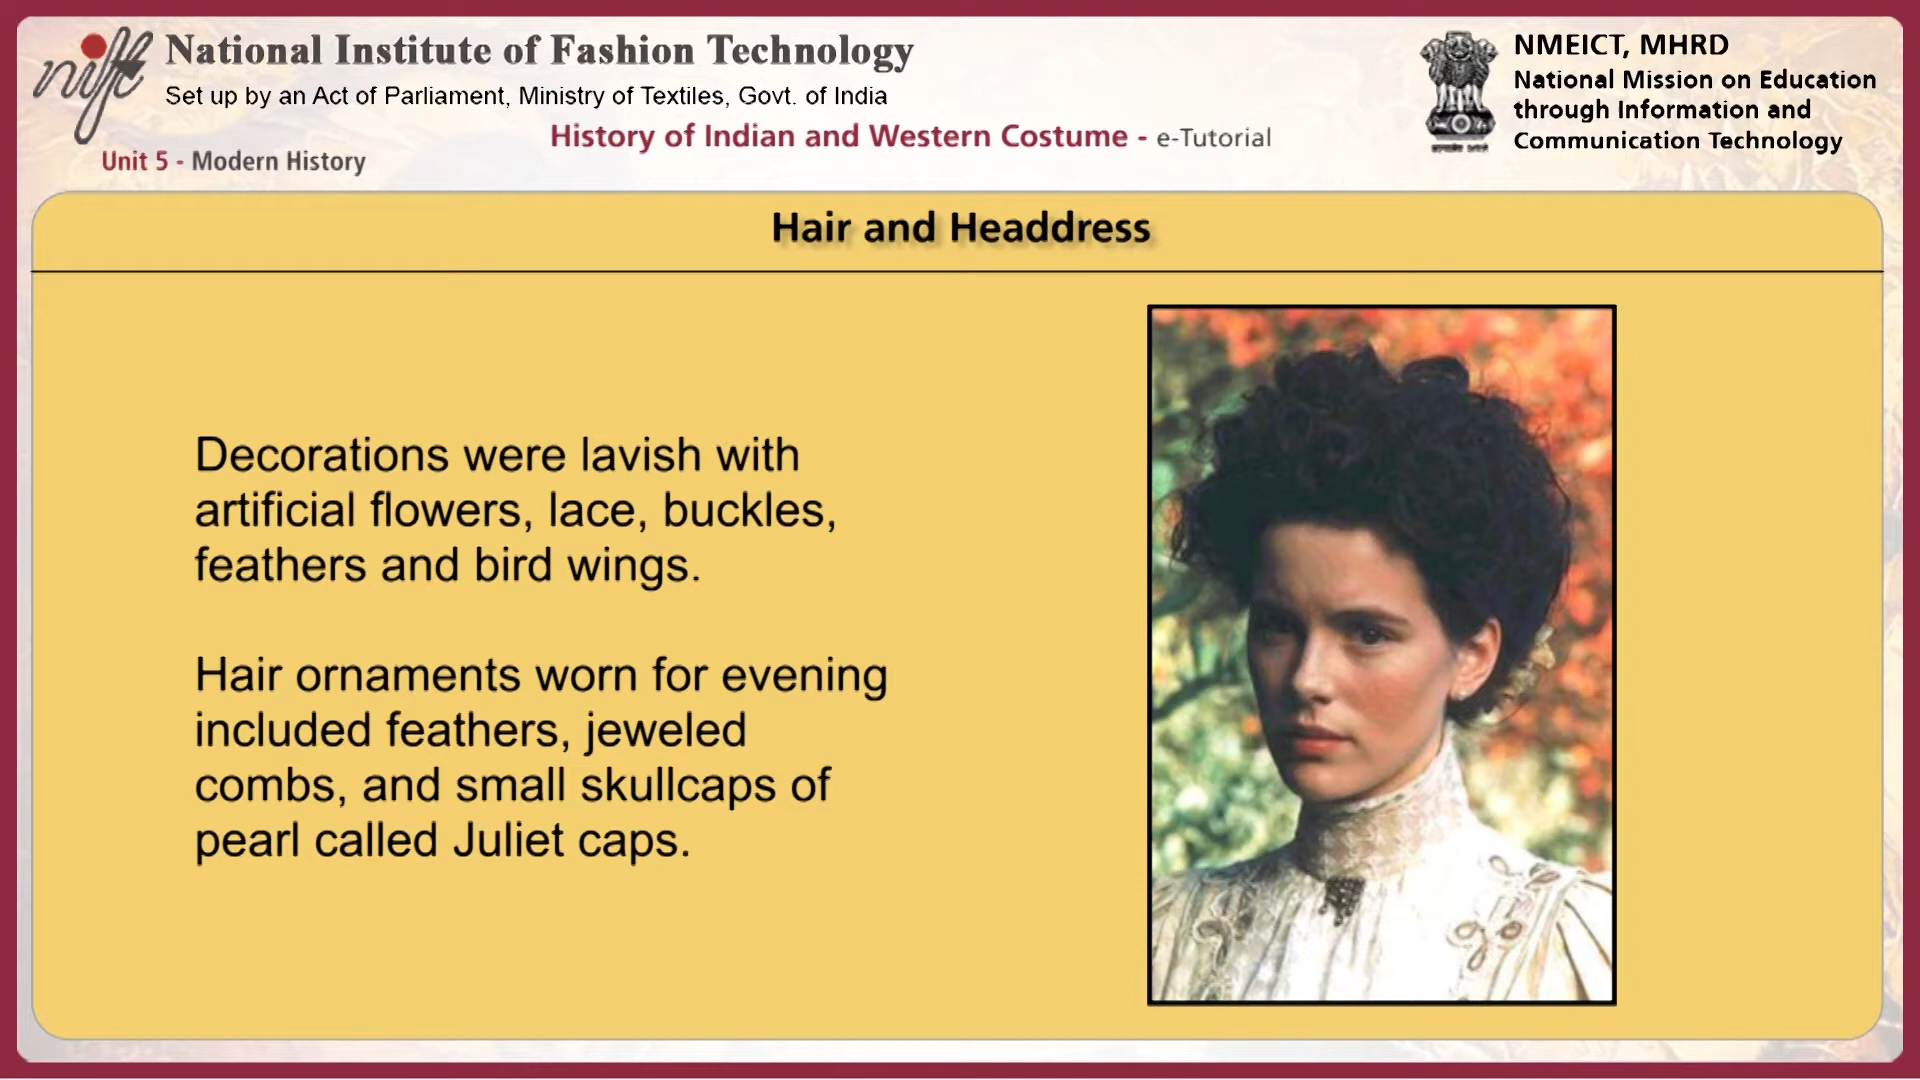 nift
National Institute of Fashion Technology
Set up by an Act of Parliament, Ministry of Textiles, Govt. of India
History of Indian and Western Costume - e-Tutorial
Unit 5 - Modern History
NMEICT, MHRD
National Mission on Education
through Information and
Communication Technology
Hair and Headdress
Decorations were lavish with
artificial flowers, lace, buckles,
feathers and bird wings.
Hair ornaments worn for evening
included feathers, jeweled
combs, and small skullcaps of
pearl called Juliet caps.